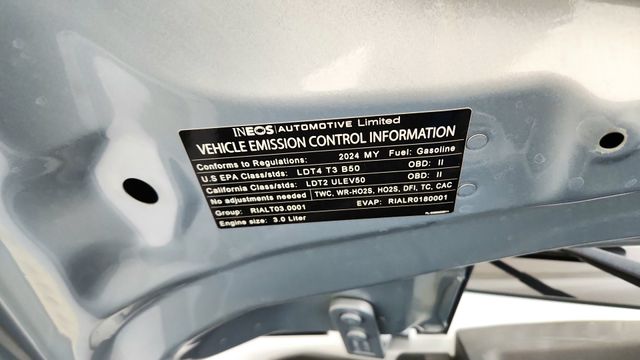 INEOS | AUTOMOTIVE Limited
VEHICLE EMISSION CONTROL INFORMATION
Conforms to Regulations: 2024 MY Fuel: Gasoline
U.S EPA Class/stds: LDT4 T3 B50 OBD: II
California Class/stds: LDT2 ULEV50 OBD: II
No adjustments needed TWC, WR-HO2S, HO2S, DFI, TC, CAC
Group: RIALT03.0001 EVAP: RIALR0180001
Engine size: 3.0 Liter